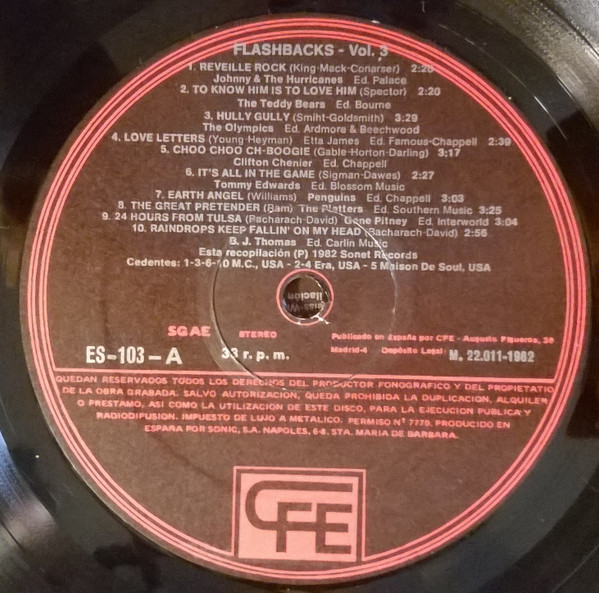 FLASHBACKS - Vol. 3
1. REVEILLE ROCK (King-Mack-Conarser) 2:20
Johnny & The Hurricanes Ed. Palace
2. TO KNOW HIM IS TO LOVE HIM (Spector) 2:20
The Teddy Bears Ed. Bourne
3. HULLY GULLY (Smiht-Goldsmith) 3:29
The Olympics Ed. Ardmore & Beechwood
4. LOVE LETTERS (Young-Heyman) Etta James Ed. Famous-Chappell 2:39
5. CHOO CHOO CH-BOOGIE (Gable-Horton-Darling) 3:17
Clifton Chenier Ed. Chappell
6. IT'S ALL IN THE GAME (Sigman-Dawes) 2:27
Tommy Edwards Ed. Blossom Music
7. EARTH ANGEL (Williams) Penguins Ed. Chappell 3:03
8. THE GREAT PRETENDER (Bam) The Platters Ed. Southern Music 3:25
9. 24 HOURS FROM TULSA (Bacharach-David) Gene Pitney Ed. Interworld 3:04
10. RAINDROPS KEEP FALLIN' ON MY HEAD (Bacharach-David) 2:56
B. J. Thomas Ed. Carlin Music
Esta recopilación (P) 1982 Sonet Records
Cedentes: 1-3-6-10 M.C., USA - 2-4 Era, USA - 5 Maison De Soul, USA
SGAE STEREO
Publicado en España por CFE - Augusto Figueroa, 39
Madrid-4 Depósito Legal: M. 22.011-1982
ES-103-A 33 r. p. m.
QUEDAN RESERVADOS TODOS LOS DERECHOS DEL PRODUCTOR FONOGRAFICO Y DEL PROPIETATIO
DE LA OBRA GRABADA. SALVO AUTORIZACION, QUEDA PROHIBIDA LA DUPLICACION, ALQUILER
O PRESTAMO, ASI COMO LA UTILIZACION DE ESTE DISCO, PARA LA EJECUCION PUBLICA Y
RADIODIFUSION. IMPUESTO DE LUJO A METALICO. PERMISO Nº 7770. PRODUCIDO EN
ESPAÑA POR SONIC, S.A. NAPOLES, 6-8. STA. MARIA DE BARBARA.
CFE